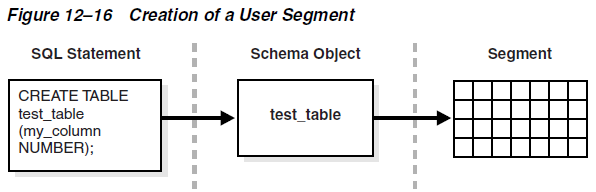 Figure 12–16 Creation of a User Segment
SQL Statement
Schema Object
Segment
CREATE TABLE
test_table
(my_column
NUMBER);
test_table